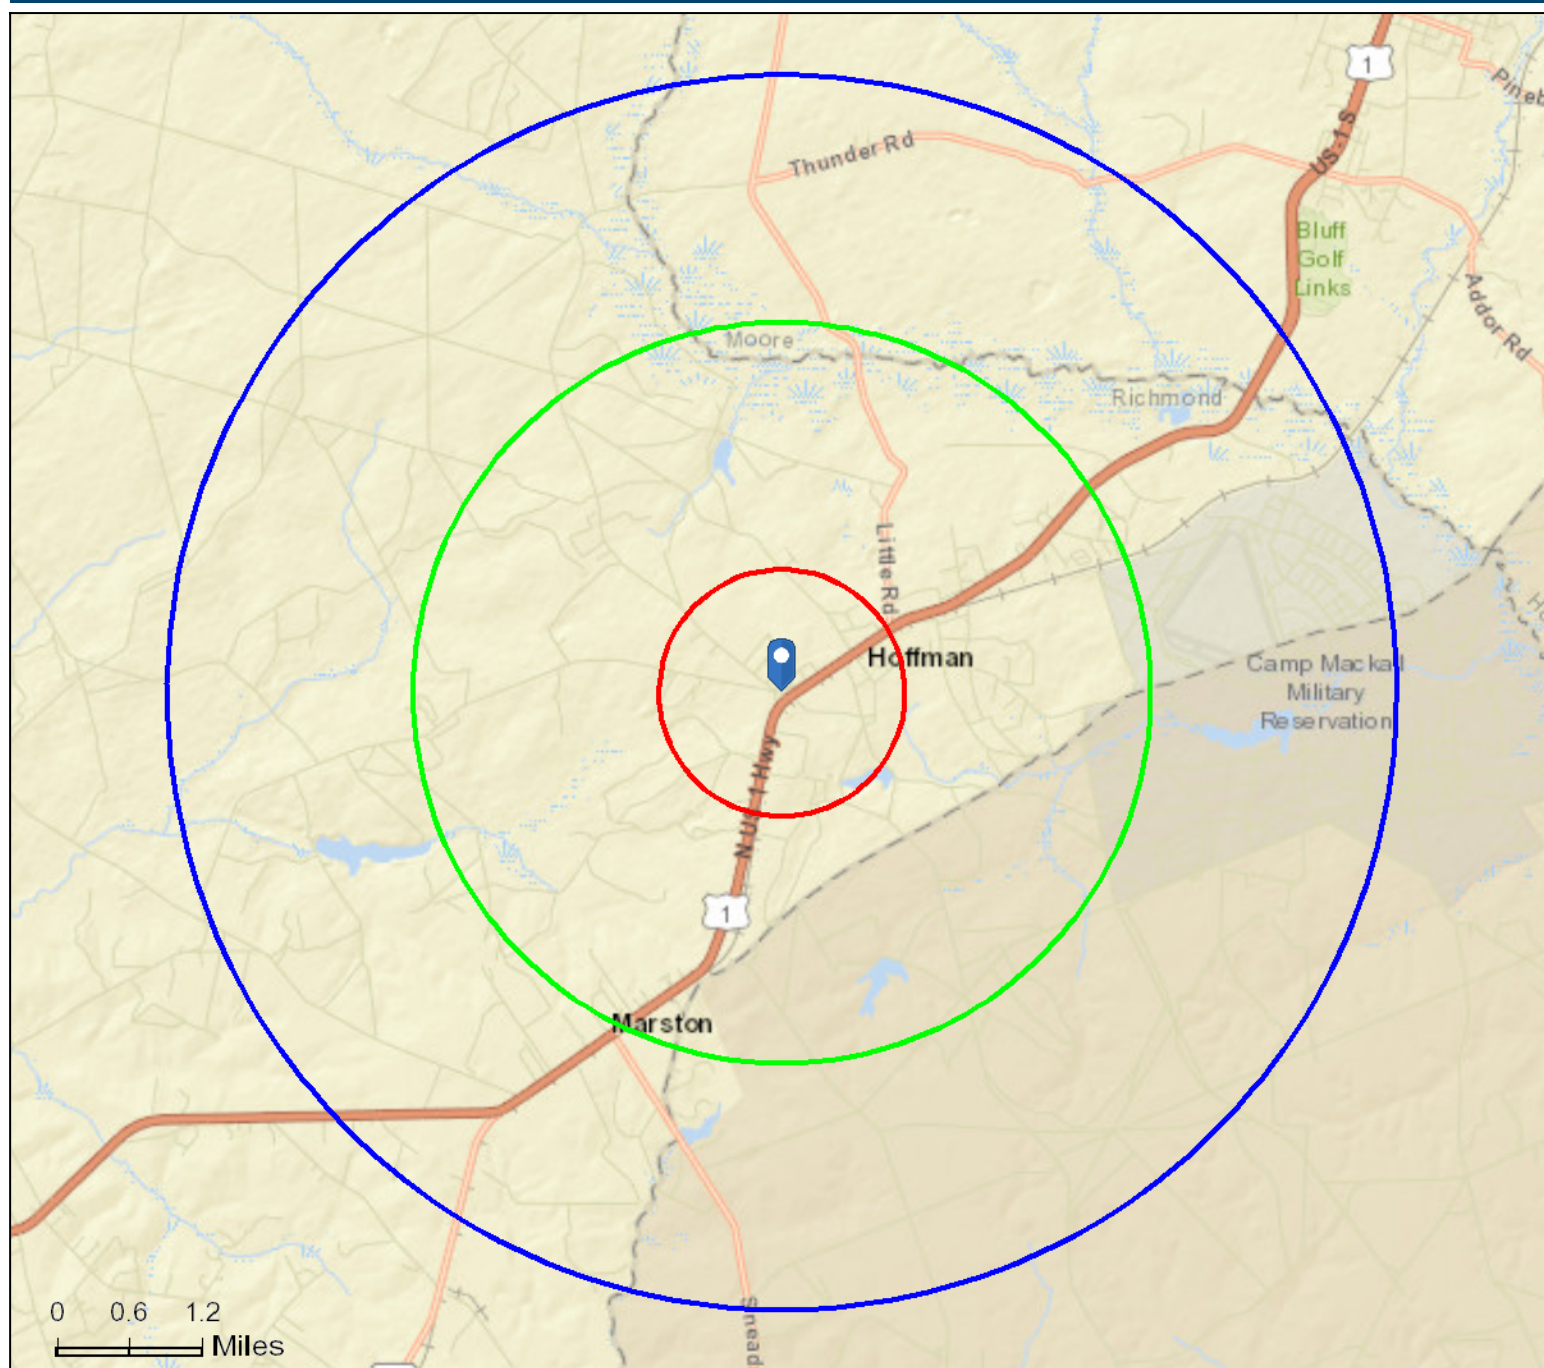 1
Pineb
US-1 S
Thunder Rd
Bluff
Golf
Links
Addor Rd
Moore
Richmond
Little Rd
Hoffman
Camp Mackall
Military
Reservation
N US 1 Hwy
1
Marston
Snead
0 0.6 1.2
Miles